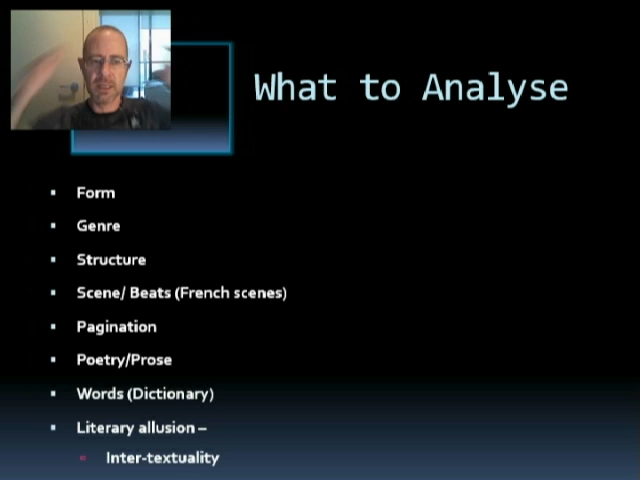 What to Analyse
Form
Genre
Structure
Scene/ Beats (French scenes)
Pagination
Poetry/Prose
Words (Dictionary)
Literary allusion –
Inter-textuality